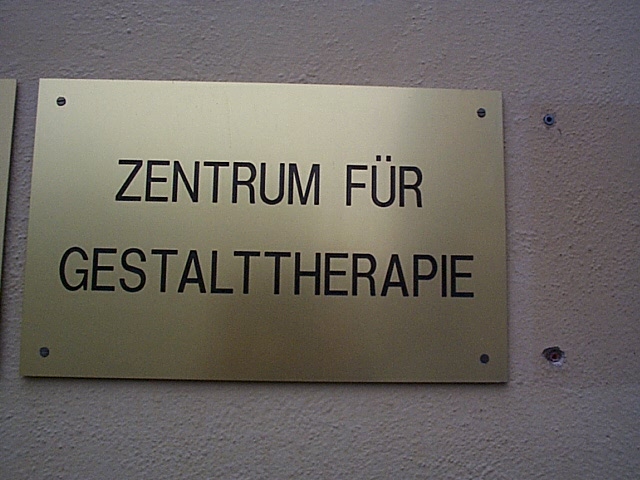 ZENTRUM FÜR
GESTALTTHERAPIE